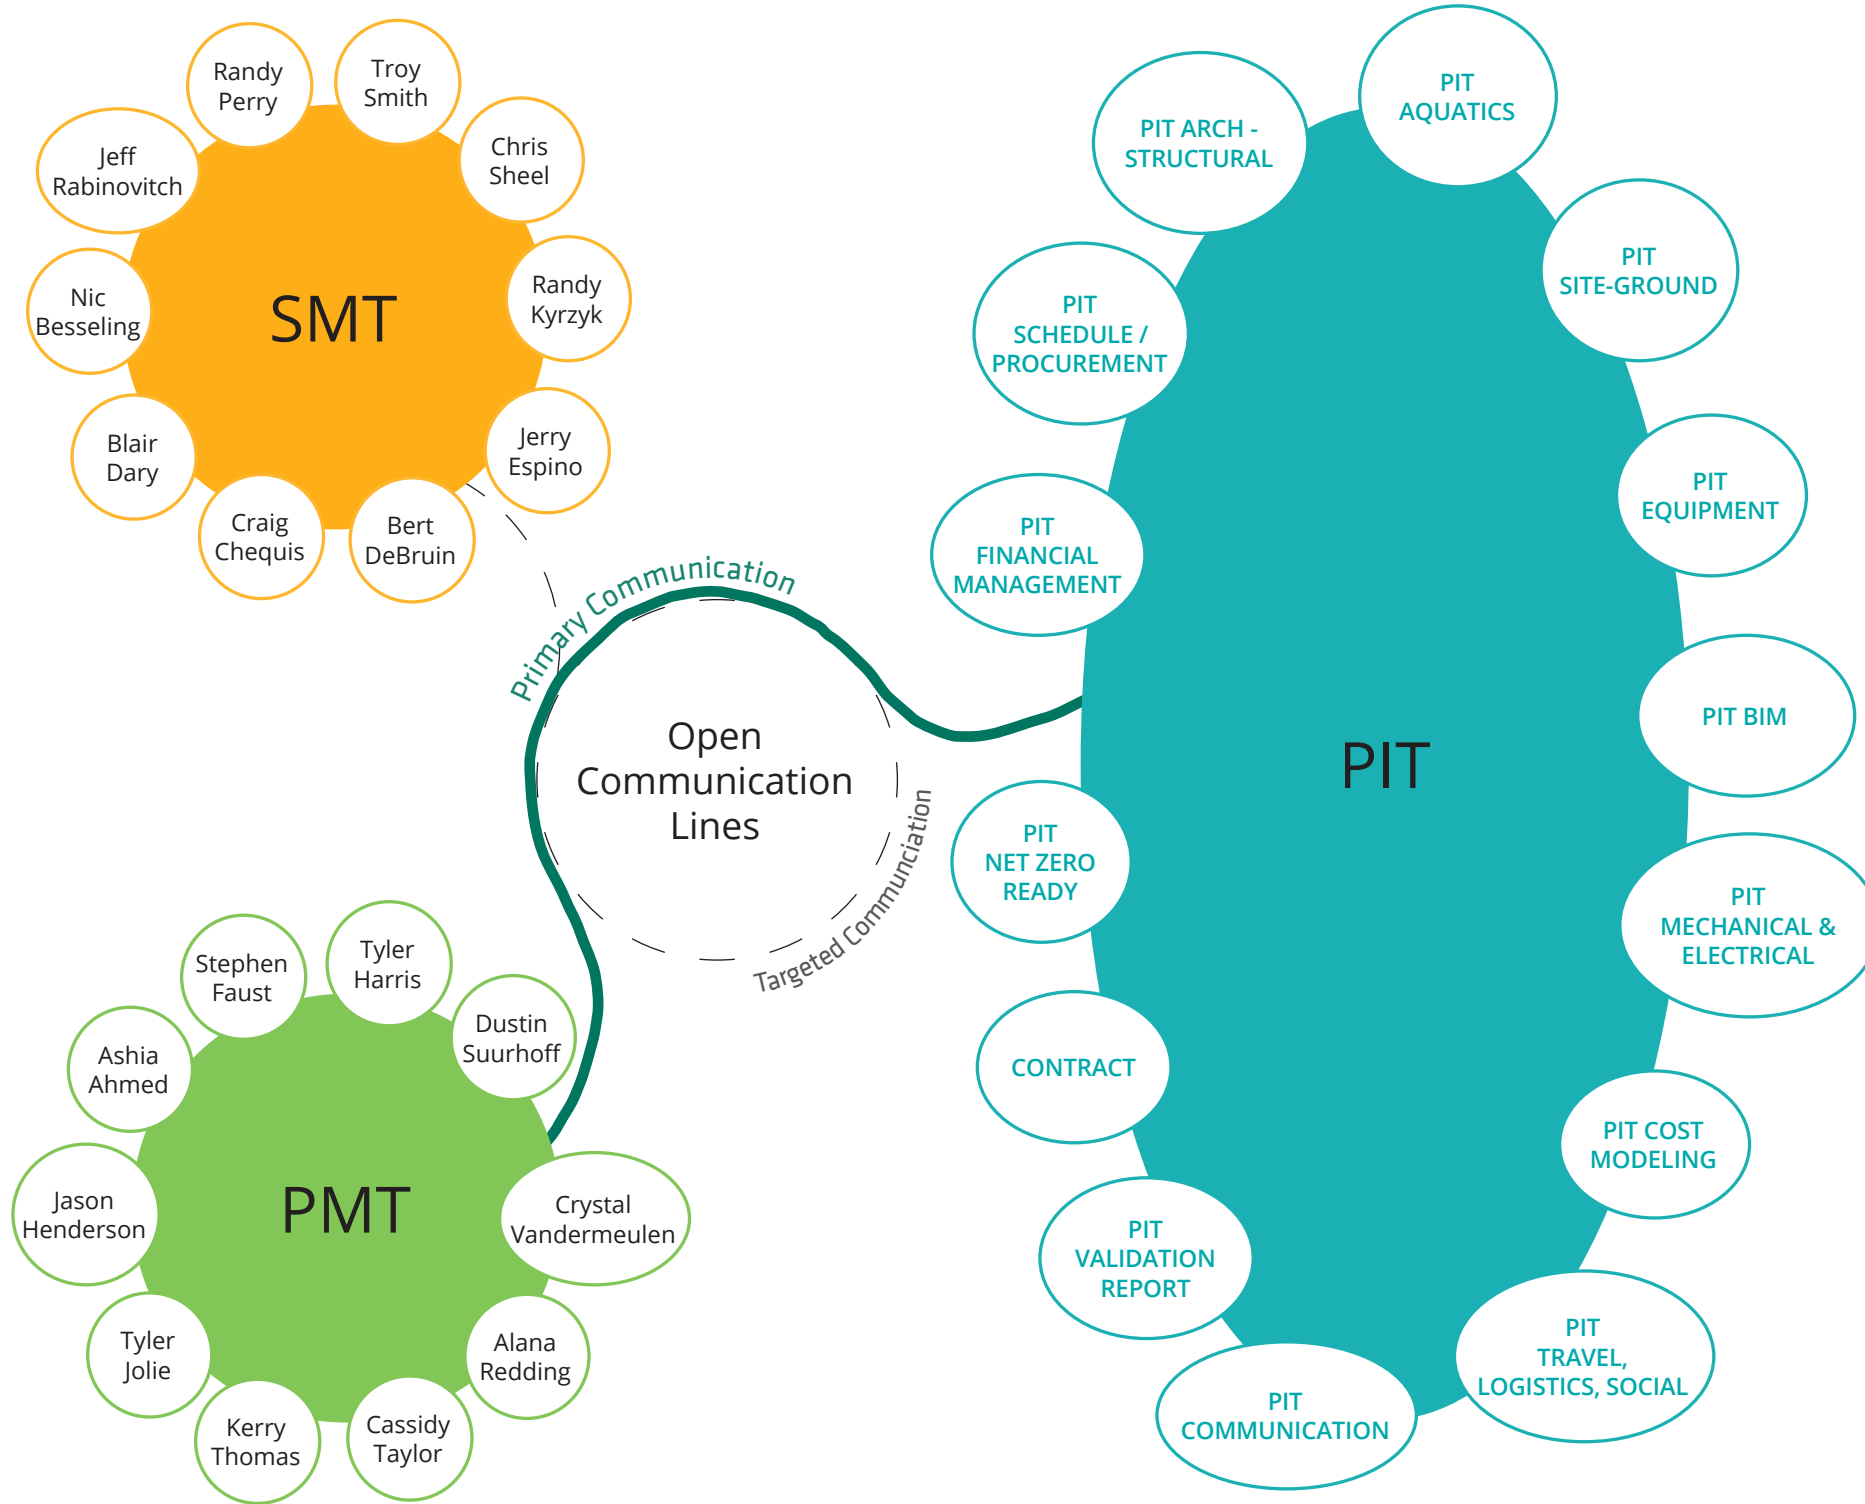 Randy
Perry
Troy
Smith
Chris
Sheel
Randy
Kyrzyk
Jerry
Espino
Bert
DeBruin
Craig
Chequis
Blair
Dary
Nic
Besseling
Jeff
Rabinovitch
SMT
Primary Communication
Open
Communication
Lines
Targeted Communciation
Stephen
Faust
Tyler
Harris
Dustin
Suurhoff
Crystal
Vandermeulen
Alana
Redding
Cassidy
Taylor
Kerry
Thomas
Tyler
Jolie
Jason
Henderson
Ashia
Ahmed
PMT
PIT ARCH -
STRUCTURAL
PIT
AQUATICS
PIT
SITE-GROUND
PIT
EQUIPMENT
PIT BIM
PIT
MECHANICAL &
ELECTRICAL
PIT COST
MODELING
PIT
TRAVEL,
LOGISTICS, SOCIAL
PIT
COMMUNICATION
PIT
VALIDATION
REPORT
CONTRACT
PIT
NET ZERO
READY
PIT
FINANCIAL
MANAGEMENT
PIT
SCHEDULE /
PROCUREMENT
PIT